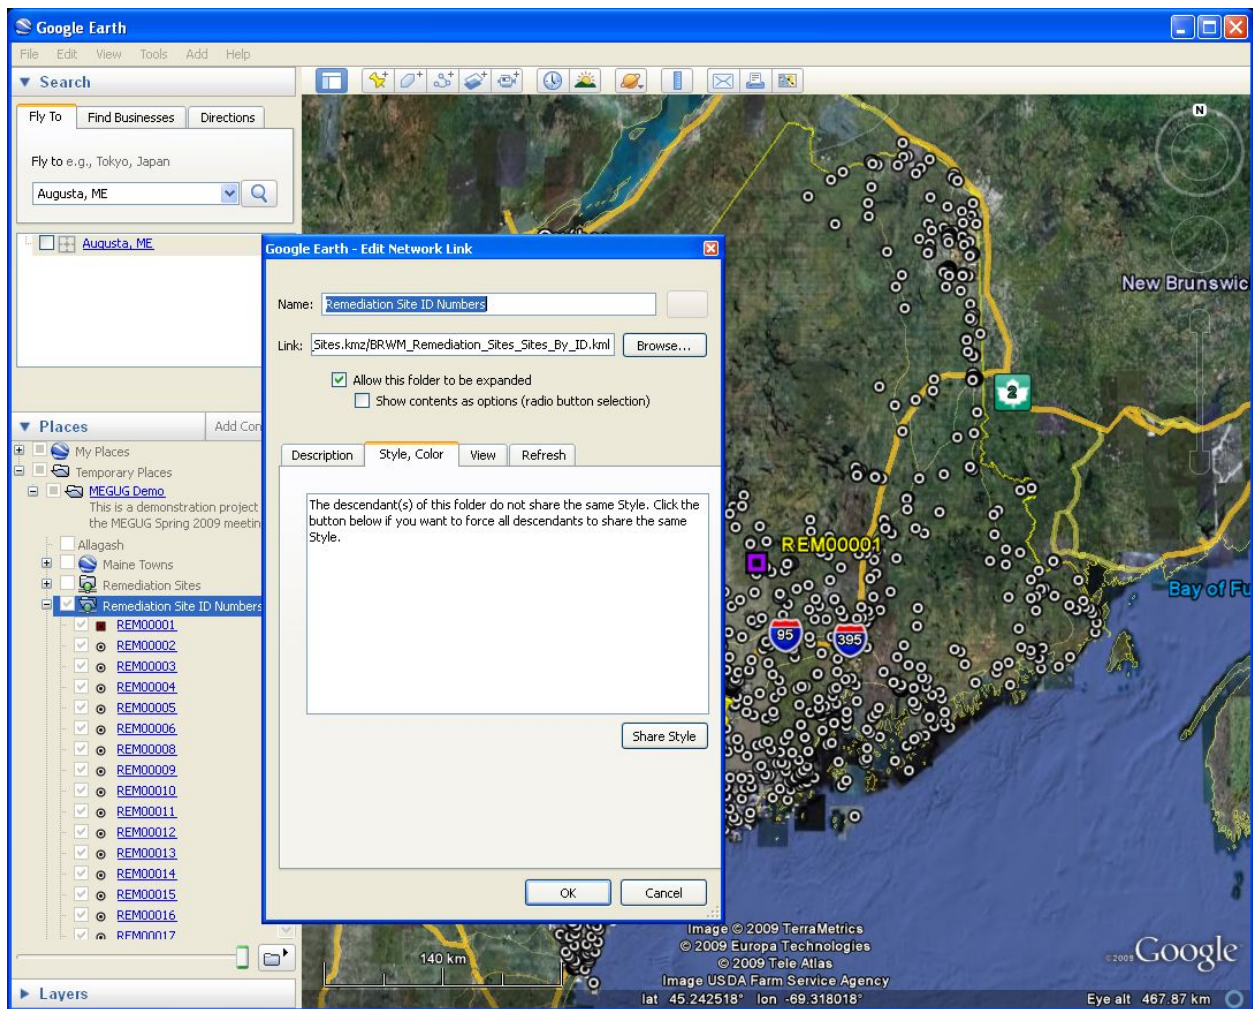 Google Earth
File Edit View Tools Add Help
Search
Fly To Find Businesses Directions
Fly to e.g., Tokyo, Japan
Augusta, ME
Augusta, ME
Places
Add Con
My Places
Temporary Places
MEGUG Demo
This is a demonstration project
the MEGUG Spring 2009 meetin
Allagash
Maine Towns
Remediation Sites
Remediation Site ID Numbers
REM00001
REM00002
REM00003
REM00004
REM00005
REM00006
REM00008
REM00009
REM00010
REM00011
REM00012
REM00013
REM00014
REM00015
REM00016
REM00017
Layers
Google Earth - Edit Network Link
Name: Remediation Site ID Numbers
Link: Sites.kmz/BRWM_Remediation_Sites_Sites_By_ID.kml Browse...
Allow this folder to be expanded
Show contents as options (radio button selection)
Description Style, Color View Refresh
The descendant(s) of this folder do not share the same Style. Click the
button below if you want to force all descendants to share the same
Style.
Share Style
OK Cancel
N
New Brunswic
2
REM00001
Bay of Fu
95 395
140 km
Image © 2009 TerraMetrics
© 2009 Europa Technologies
© 2009 Tele Atlas
Image USDA Farm Service Agency
©2009 Google
lat 45.242518° lon -69.318018° Eye alt 467.87 km